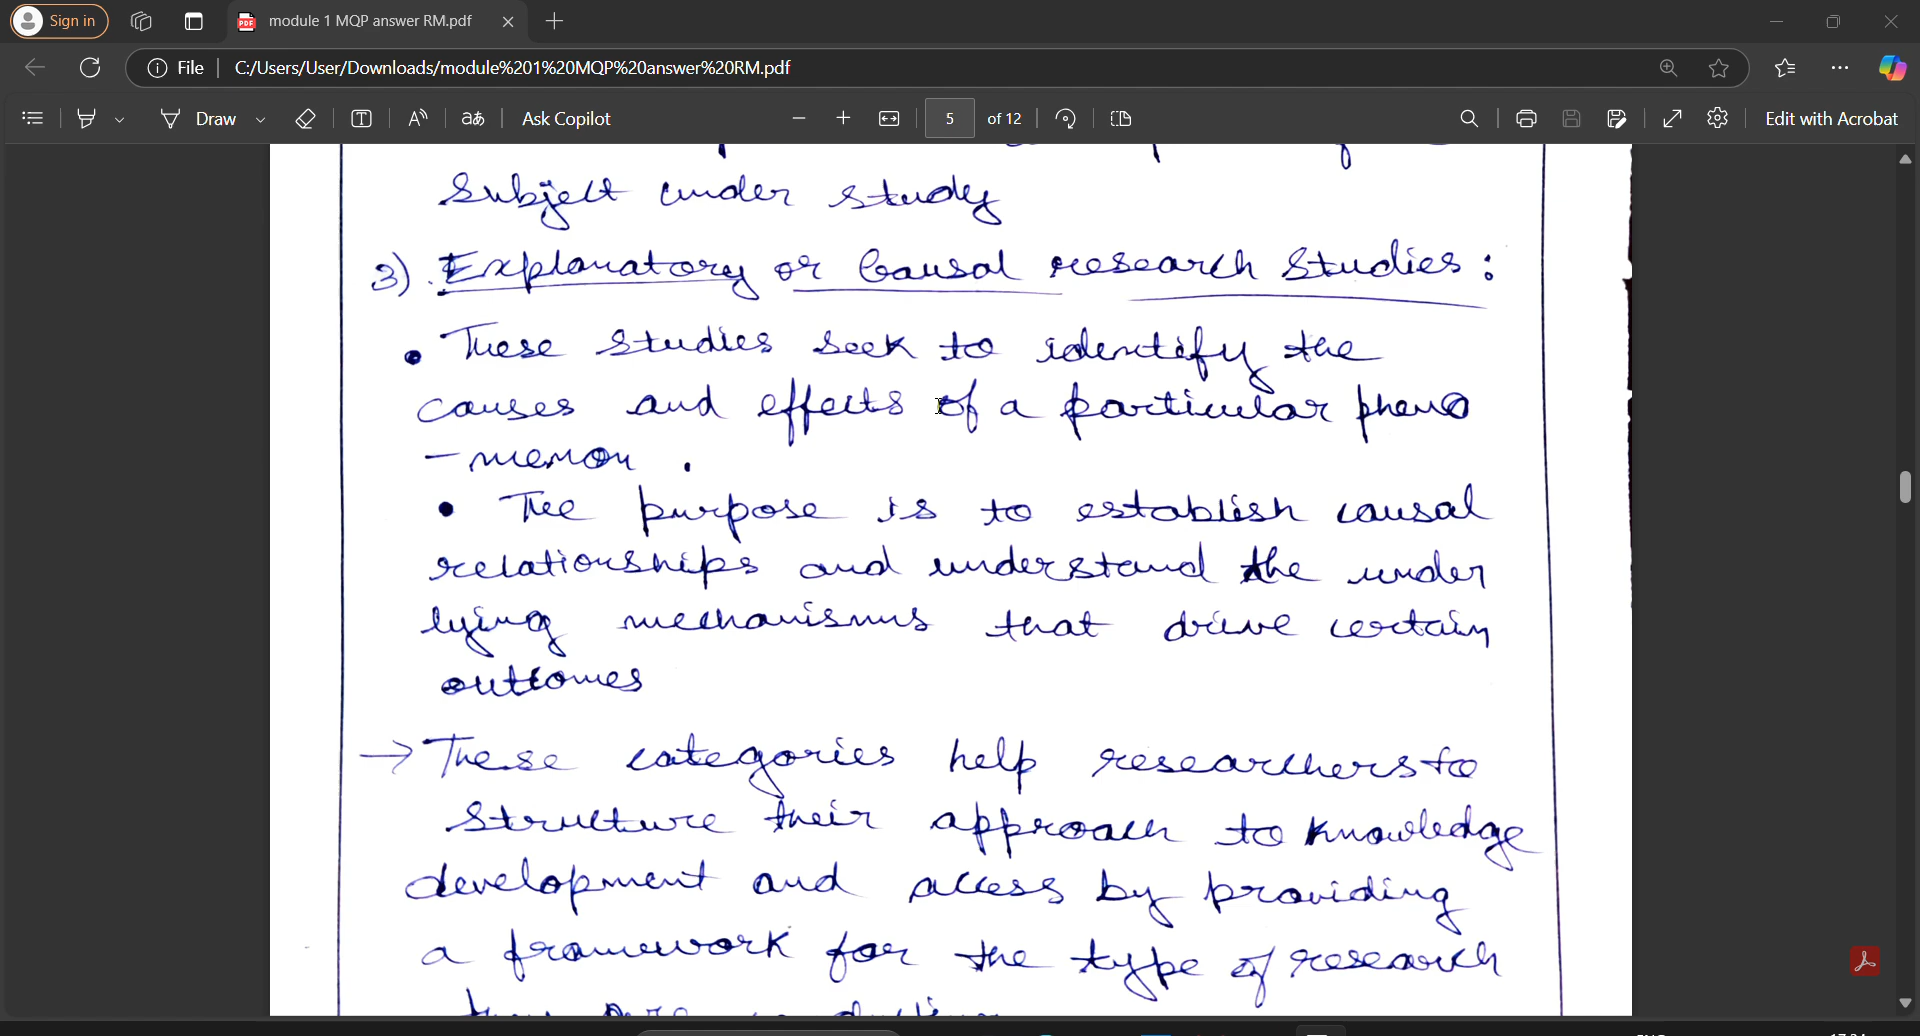 Sign in
module 1 MQP answer RM.pdf
File
C:/Users/User/Downloads/module%201%20MQP%20answer%20RM.pdf
Draw
aあ
Ask Copilot
5 of 12
Edit with Acrobat
Subject under study
3) Explanatory or Causal research studies :
• These studies seek to identify the
causes and effects of a particular pheno
-menon .
• The purpose is to establish causal
relationships and understand the under
lying mechanisms that drive certain
outcomes
→ These categories help researchers to
structure their approach to knowledge
development and access by providing
a framework for the type of research